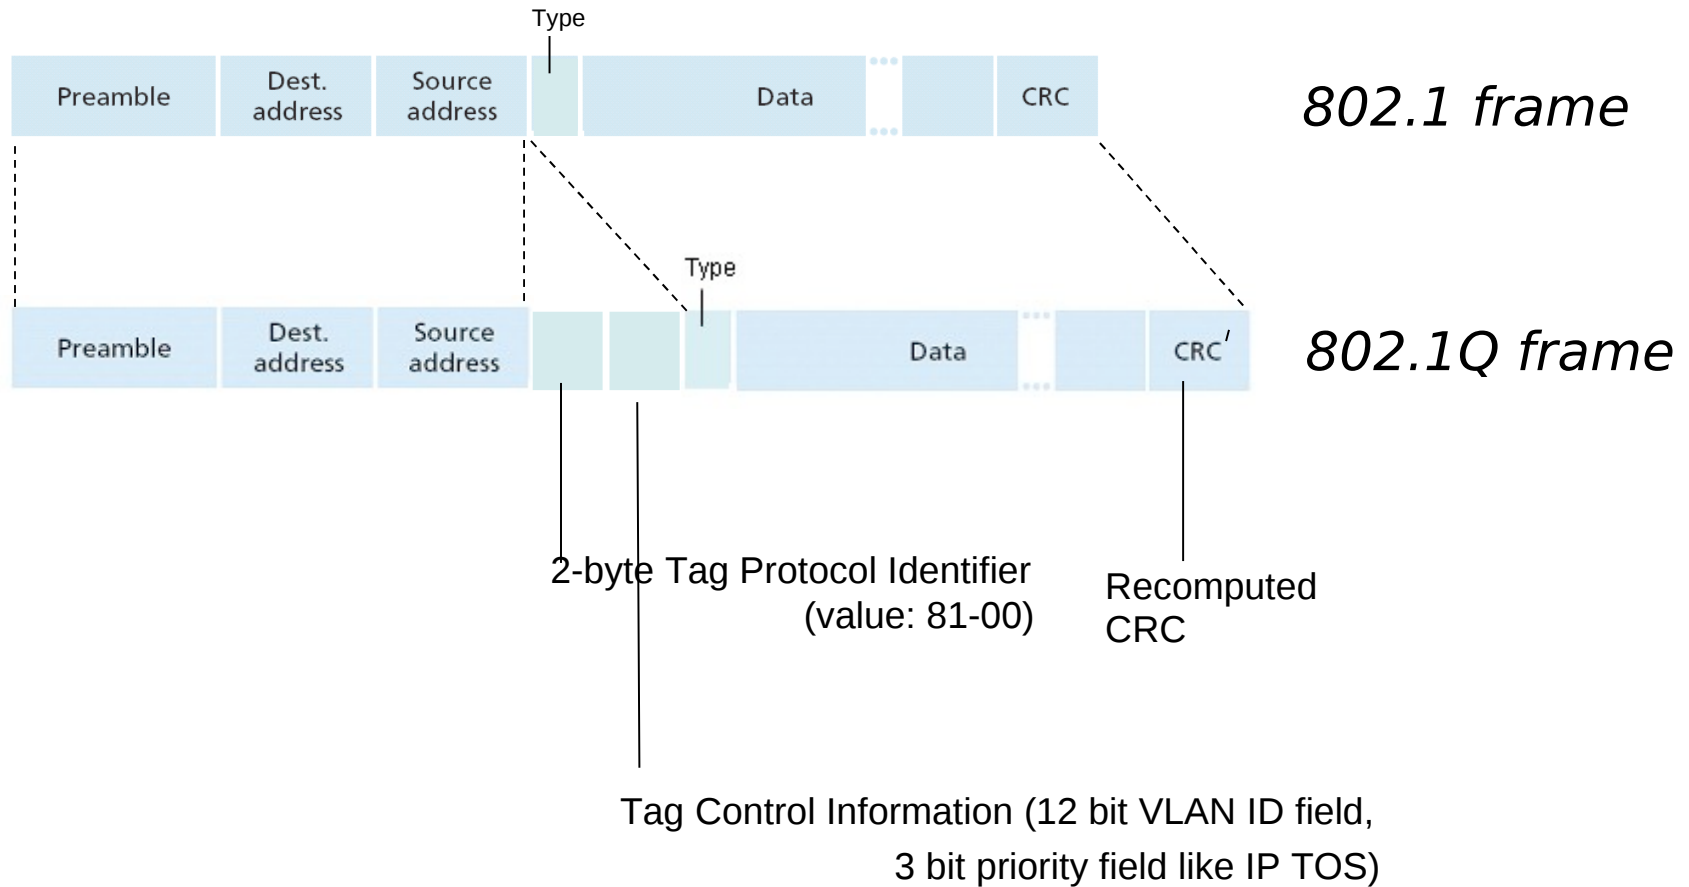 Type
Preamble
Dest.
address
Source
address
Data
CRC
802.1 frame
Type
Preamble
Dest.
address
Source
address
Data
CRC'
802.1Q frame
2-byte Tag Protocol Identifier
(value: 81-00)
Recomputed
CRC
Tag Control Information (12 bit VLAN ID field,
3 bit priority field like IP TOS)